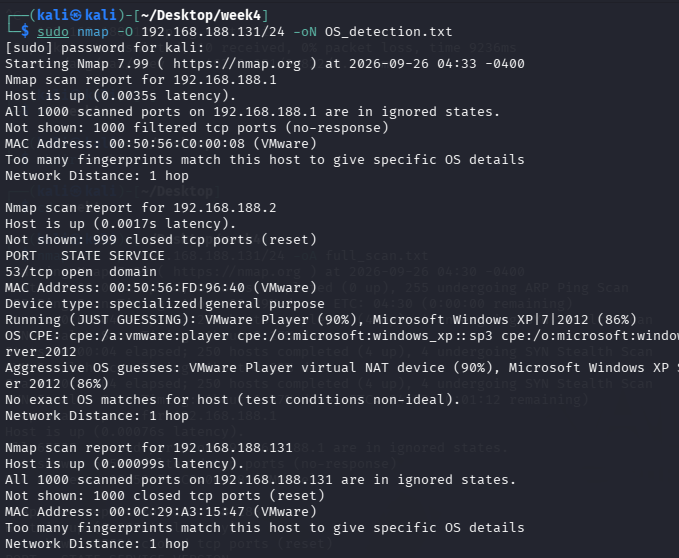 ┌──(kali㉿kali)-[~/Desktop/week4]
└─$ sudo nmap -O 192.168.188.131/24 -oN OS_detection.txt
[sudo] password for kali:
Starting Nmap 7.99 ( https://nmap.org ) at 2026-09-26 04:33 -0400
Nmap scan report for 192.168.188.1
Host is up (0.0035s latency).
All 1000 scanned ports on 192.168.188.1 are in ignored states.
Not shown: 1000 filtered tcp ports (no-response)
MAC Address: 00:50:56:C0:00:08 (VMware)
Too many fingerprints match this host to give specific OS details
Network Distance: 1 hop
Nmap scan report for 192.168.188.2
Host is up (0.0017s latency).
Not shown: 999 closed tcp ports (reset)
PORT   STATE SERVICE
53/tcp open  domain
MAC Address: 00:50:56:FD:96:40 (VMware)
Device type: specialized|general purpose
Running (JUST GUESSING): VMware Player (90%), Microsoft Windows XP|7|2012 (86%)
OS CPE: cpe:/a:vmware:player cpe:/o:microsoft:windows_xp::sp3 cpe:/o:microsoft:windo
rver_2012
Aggressive OS guesses: VMware Player virtual NAT device (90%), Microsoft Windows XP
er 2012 (86%)
No exact OS matches for host (test conditions non-ideal).
Network Distance: 1 hop
Nmap scan report for 192.168.188.131
Host is up (0.00099s latency).
All 1000 scanned ports on 192.168.188.131 are in ignored states.
Not shown: 1000 closed tcp ports (reset)
MAC Address: 00:0C:29:A3:15:47 (VMware)
Too many fingerprints match this host to give specific OS details
Network Distance: 1 hop